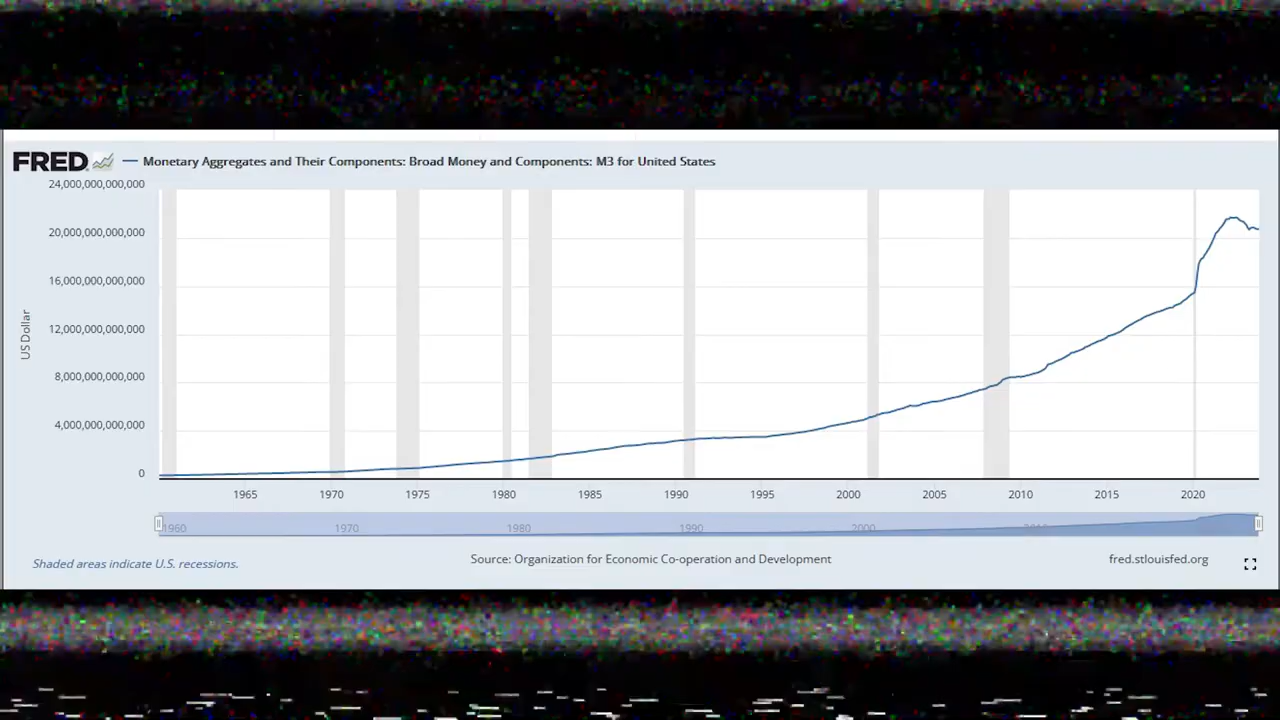 FRED
Monetary Aggregates and Their Components: Broad Money and Components: M3 for United States
24,000,000,000,000
20,000,000,000,000
16,000,000,000,000
12,000,000,000,000
8,000,000,000,000
4,000,000,000,000
0
US Dollar
1965 1970 1975 1980 1985 1990 1995 2000 2005 2010 2015 2020
1960 1970 1980 1990 2000 2010
Shaded areas indicate U.S. recessions.
Source: Organization for Economic Co-operation and Development
fred.stlouisfed.org